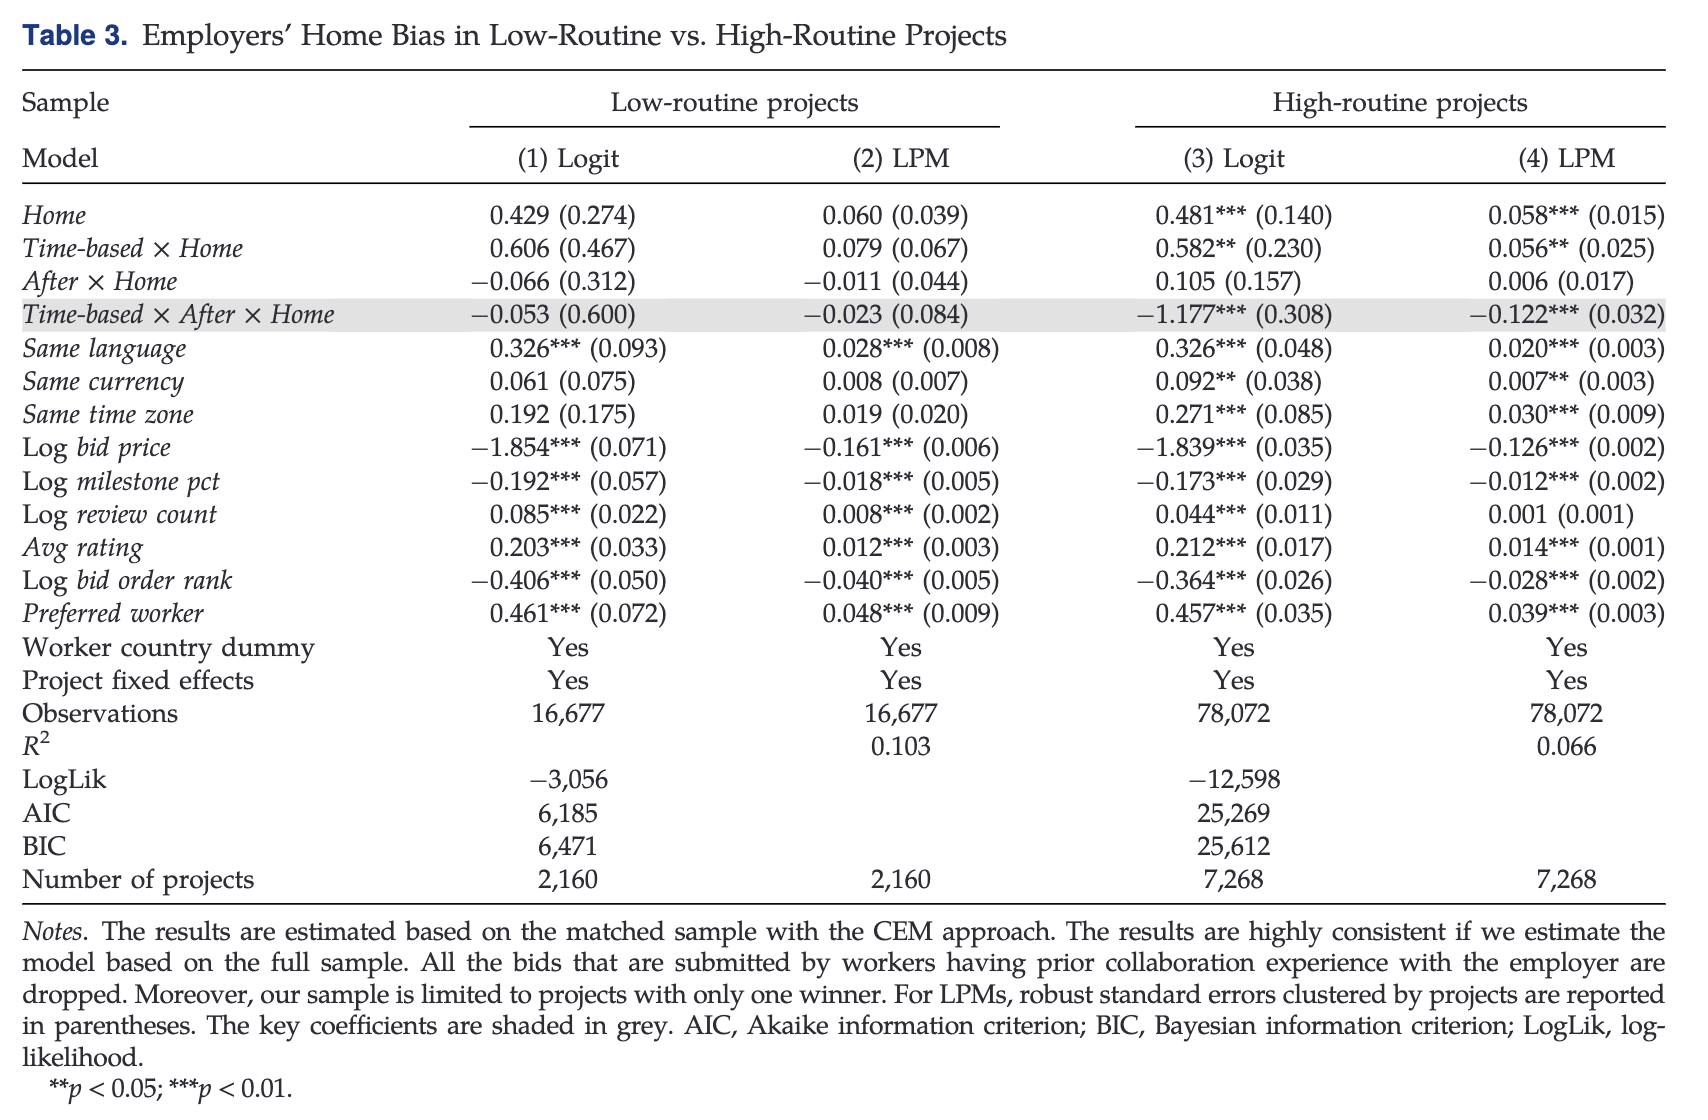 Table 3. Employers’ Home Bias in Low-Routine vs. High-Routine Projects
Sample Low-routine projects High-routine projects
Model (1) Logit (2) LPM (3) Logit (4) LPM
Home 0.429 (0.274) 0.060 (0.039) 0.481*** (0.140) 0.058*** (0.015)
Time-based × Home 0.606 (0.467) 0.079 (0.067) 0.582** (0.230) 0.056** (0.025)
After × Home −0.066 (0.312) −0.011 (0.044) 0.105 (0.157) 0.006 (0.017)
Time-based × After × Home −0.053 (0.600) −0.023 (0.084) −1.177*** (0.308) −0.122*** (0.032)
Same language 0.326*** (0.093) 0.028*** (0.008) 0.326*** (0.048) 0.020*** (0.003)
Same currency 0.061 (0.075) 0.008 (0.007) 0.092** (0.038) 0.007** (0.003)
Same time zone 0.192 (0.175) 0.019 (0.020) 0.271*** (0.085) 0.030*** (0.009)
Log bid price −1.854*** (0.071) −0.161*** (0.006) −1.839*** (0.035) −0.126*** (0.002)
Log milestone pct −0.192*** (0.057) −0.018*** (0.005) −0.173*** (0.029) −0.012*** (0.002)
Log review count 0.085*** (0.022) 0.008*** (0.002) 0.044*** (0.011) 0.001 (0.001)
Avg rating 0.203*** (0.033) 0.012*** (0.003) 0.212*** (0.017) 0.014*** (0.001)
Log bid order rank −0.406*** (0.050) −0.040*** (0.005) −0.364*** (0.026) −0.028*** (0.002)
Preferred worker 0.461*** (0.072) 0.048*** (0.009) 0.457*** (0.035) 0.039*** (0.003)
Worker country dummy Yes Yes Yes Yes
Project fixed effects Yes Yes Yes Yes
Observations 16,677 16,677 78,072 78,072
R² 0.103 0.066
LogLik −3,056 −12,598
AIC 6,185 25,269
BIC 6,471 25,612
Number of projects 2,160 2,160 7,268 7,268
Notes. The results are estimated based on the matched sample with the CEM approach. The results are highly consistent if we estimate the
model based on the full sample. All the bids that are submitted by workers having prior collaboration experience with the employer are
dropped. Moreover, our sample is limited to projects with only one winner. For LPMs, robust standard errors clustered by projects are reported
in parentheses. The key coefficients are shaded in grey. AIC, Akaike information criterion; BIC, Bayesian information criterion; LogLik, log-
likelihood.
**p < 0.05; ***p < 0.01.